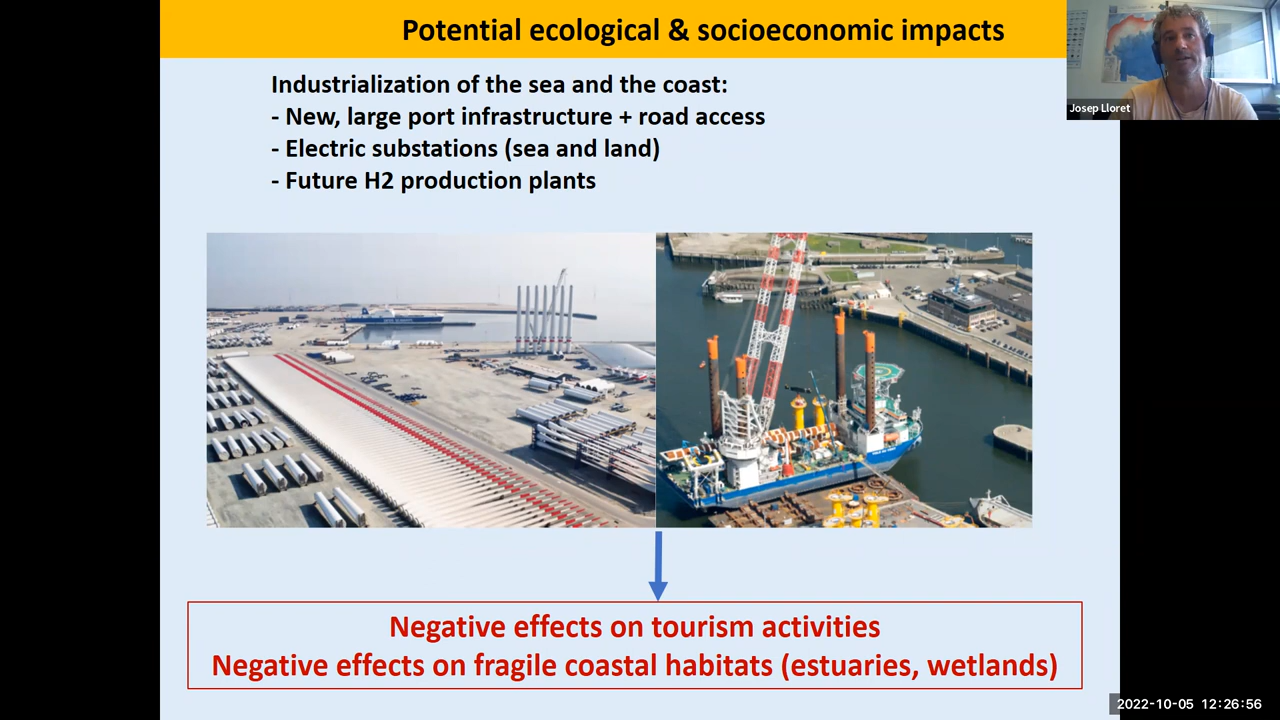 Potential ecological & socioeconomic impacts
Josep Lloret
Industrialization of the sea and the coast:
- New, large port infrastructure + road access
- Electric substations (sea and land)
- Future H2 production plants
Negative effects on tourism activities
Negative effects on fragile coastal habitats (estuaries, wetlands)
2022-10-05 12:26:56